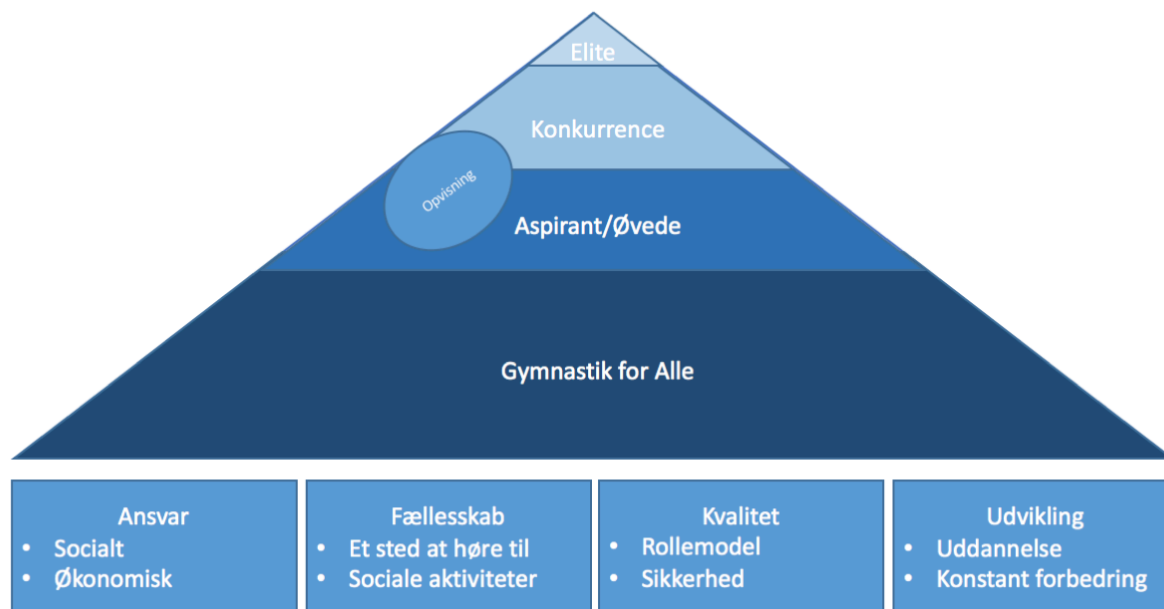 Elite
Konkurrence
Opvisning
Aspirant/Øvede
Gymnastik for Alle
Ansvar
• Socialt
• Økonomisk
Fællesskab
• Et sted at høre til
• Sociale aktiviteter
Kvalitet
• Rollemodel
• Sikkerhed
Udvikling
• Uddannelse
• Konstant forbedring